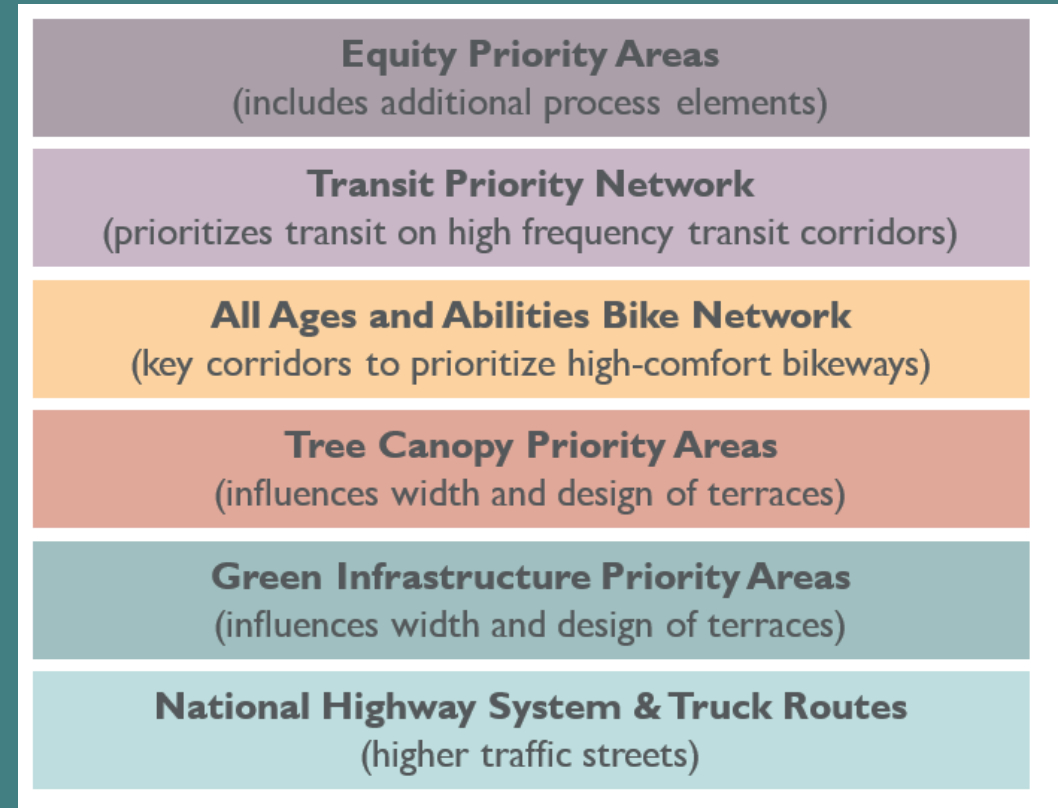 Equity Priority Areas
(includes additional process elements)
Transit Priority Network
(prioritizes transit on high frequency transit corridors)
All Ages and Abilities Bike Network
(key corridors to prioritize high-comfort bikeways)
Tree Canopy Priority Areas
(influences width and design of terraces)
Green Infrastructure Priority Areas
(influences width and design of terraces)
National Highway System & Truck Routes
(higher traffic streets)